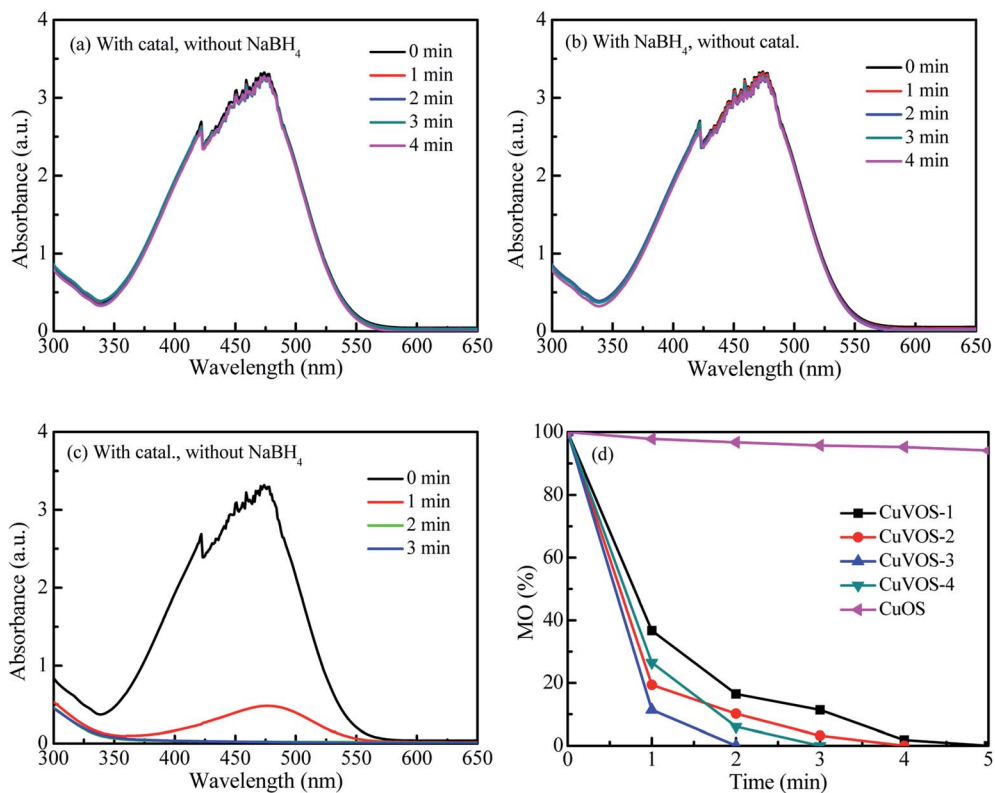 (a) With catal, without NaBH₄
0 min
1 min
2 min
3 min
4 min
Absorbance (a.u.)
4
3
2
1
0
300 350 400 450 500 550 600 650
Wavelength (nm)
(b) With NaBH₄, without catal.
0 min
1 min
2 min
3 min
4 min
Absorbance (a.u.)
4
3
2
1
0
300 350 400 450 500 550 600 650
Wavelength (nm)
(c) With catal., without NaBH₄
0 min
1 min
2 min
3 min
Absorbance (a.u.)
4
3
2
1
0
300 350 400 450 500 550 600 650
Wavelength (nm)
(d)
CuVOS-1
CuVOS-2
CuVOS-3
CuVOS-4
CuOS
MO (%)
100
80
60
40
20
0
0 1 2 3 4 5
Time (min)